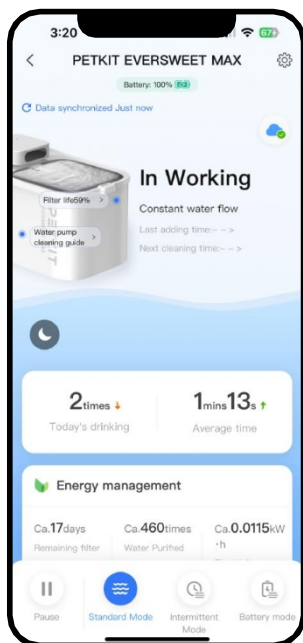 3:20
67
PETKIT EVERSWEET MAX
Battery: 100%
Data synchronized Just now
In Working
Filter life59% >
Constant water flow
Water pump
cleaning guide >
Last adding time:- - >
Next cleaning time:- - >
PETKIT
2times ↓
1mins13s ↑
Today's drinking
Average time
Energy management
Ca.17days
Ca.460times
Ca.0.0115kW
·h
Remaining filter
Water Purified
Pause
Standard Mode
Intermittent
Mode
Battery mode